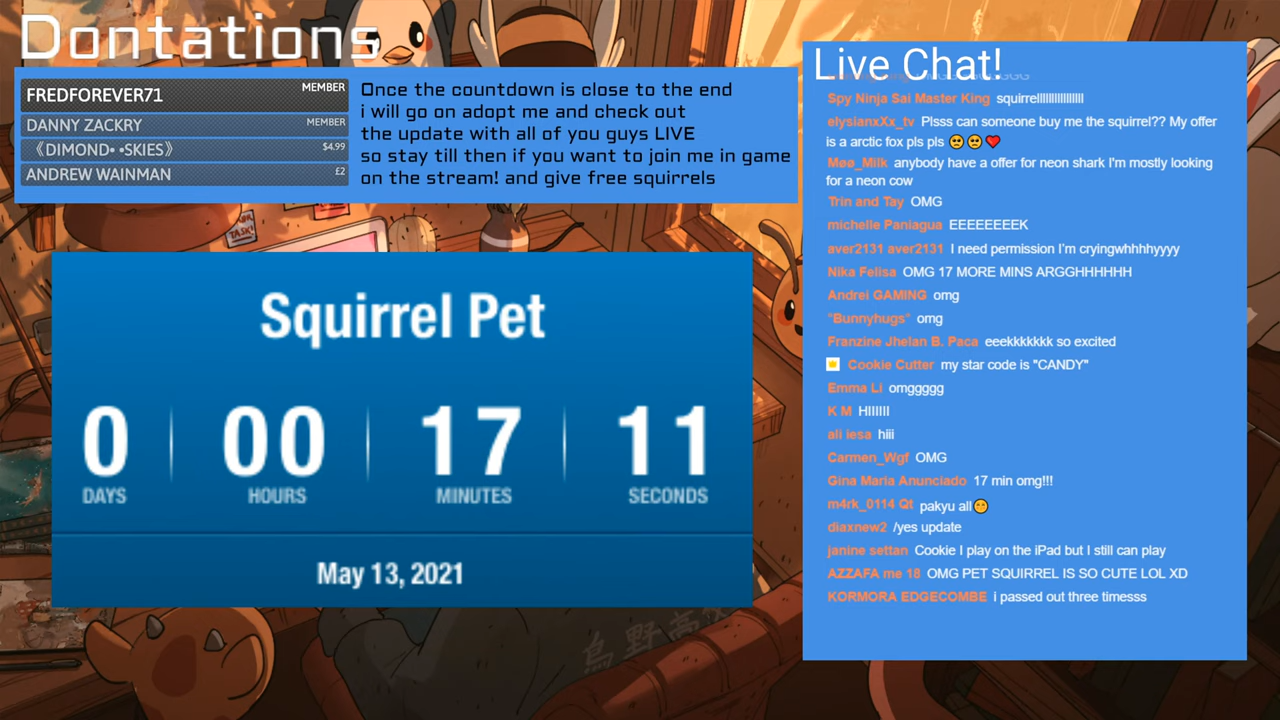 Dontations
FREDFOREVER71 MEMBER
DANNY ZACKRY MEMBER
《DIMOND• •SKIES》 $4.99
ANDREW WAINMAN £2
Once the countdown is close to the end
i will go on adopt me and check out
the update with all of you guys LIVE
so stay till then if you want to join me in game
on the stream! and give free squirrels
TASK!
Squirrel Pet
0 00 17 11
DAYS HOURS MINUTES SECONDS
May 13, 2021
Live Chat!
Spy Ninja Sai Master King squirrellllllllllllllll
elysianxXx_tv Plsss can someone buy me the squirrel?? My offer
is a arctic fox pls pls 🥺🥺❤️
Møø_Milk anybody have a offer for neon shark I'm mostly looking
for a neon cow
Trin and Tay OMG
michelle Paniagua EEEEEEEEK
aver2131 aver2131 I need permission I'm cryingwhhhhyyyy
Nika Felisa OMG 17 MORE MINS ARGGHHHHHH
Andrei GAMING omg
"Bunnyhugs" omg
Franzine Jhelan B. Paca eeekkkkkkk so excited
Cookie Cutter my star code is "CANDY"
Emma Li omggggg
K M HIIIIII
ali iesa hiii
Carmen_Wgf OMG
Gina Maria Anunciado 17 min omg!!!
m4rk_0114 Qt pakyu all😁
diaxnew2 /yes update
janine settan Cookie I play on the iPad but I still can play
AZZAFA me 18 OMG PET SQUIRREL IS SO CUTE LOL XD
KORMORA EDGECOMBE i passed out three timesss
烏野高